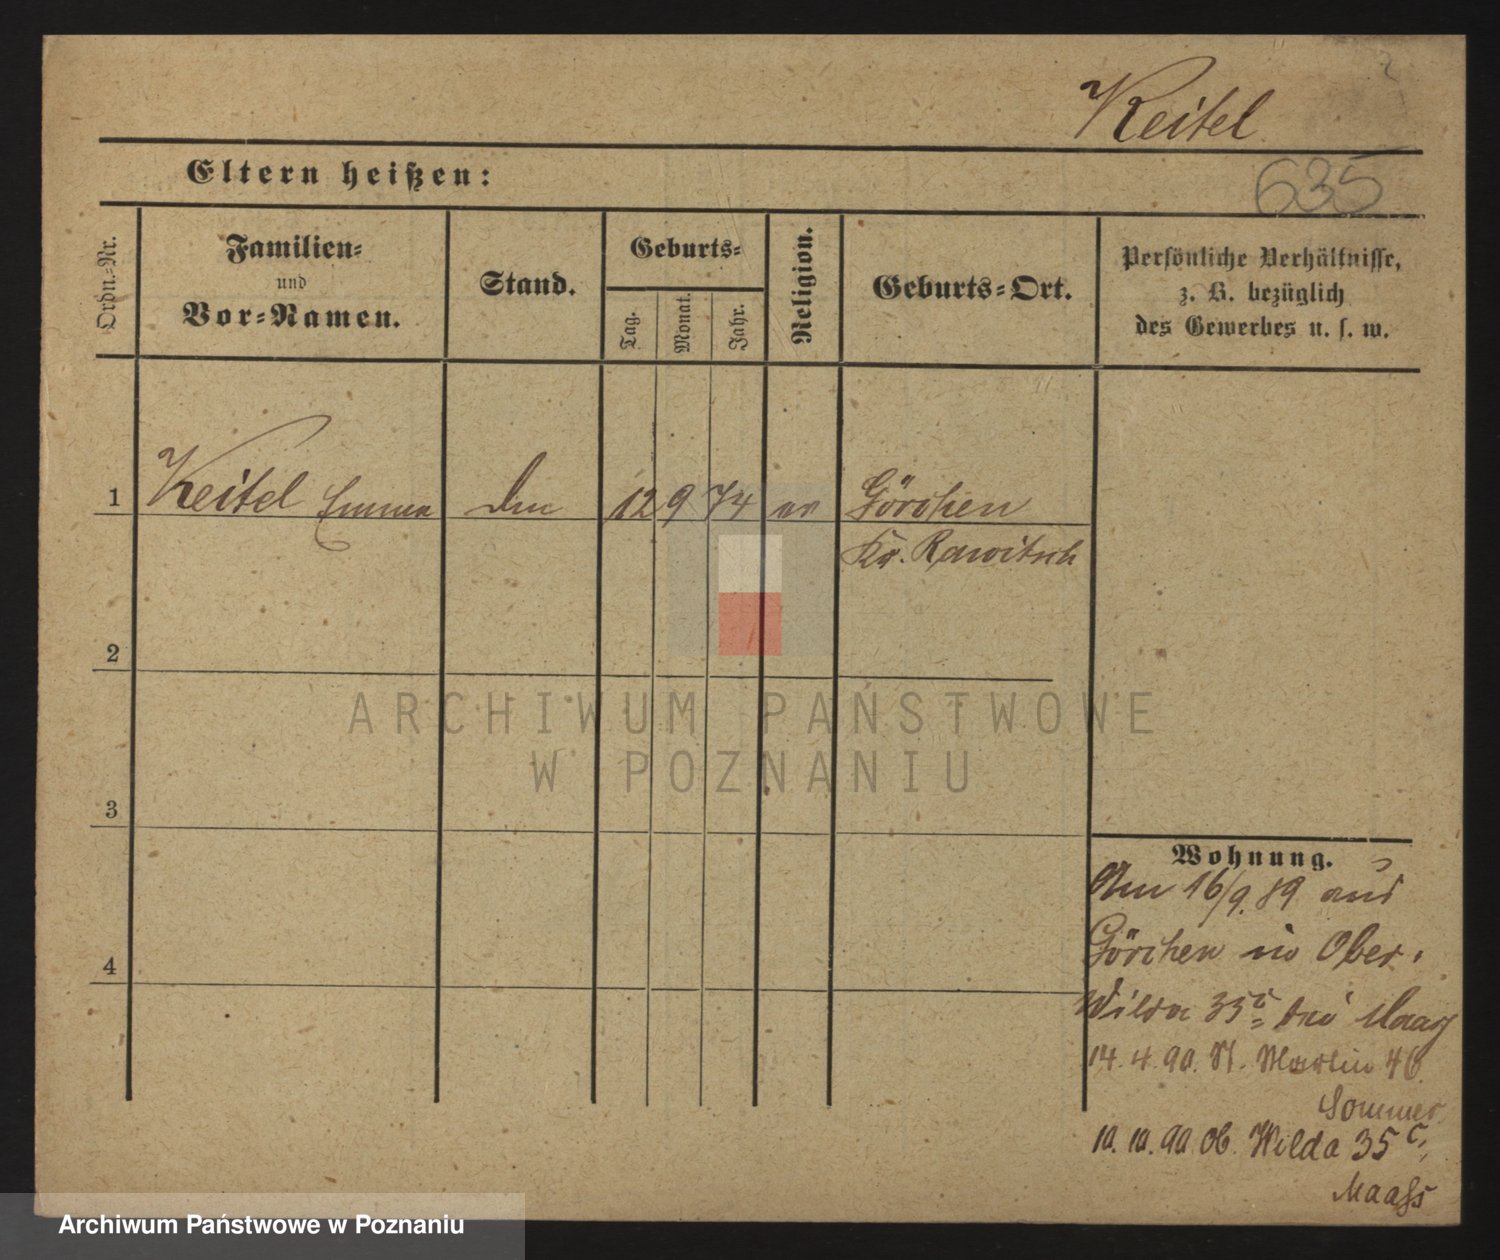 Keitel
635
Eltern heißen:
Ordn.-Nr.
Familien-
und
Vor-Namen.
Stand.
Geburts-
Tag.
Monat.
Jahr.
Religion.
Geburts-Ort.
Persönliche Verhältnisse,
z. B. bezüglich
des Gewerbes u. s. w.
1 Keitel Emma 12 9 74 ev Görchen
Kr. Rawitsch
2
3
4
Wohnung.
Am 16/9.89 aus
Görchen in Ober-
Wilda 35c bei Maaß
14.4.90. St. Martin 46
Sommer
10.10.90 Ob. Wilda 35c,
Maaß
ARCHIWUM PAŃSTWOWE
W POZNANIU
Archiwum Państwowe w Poznaniu